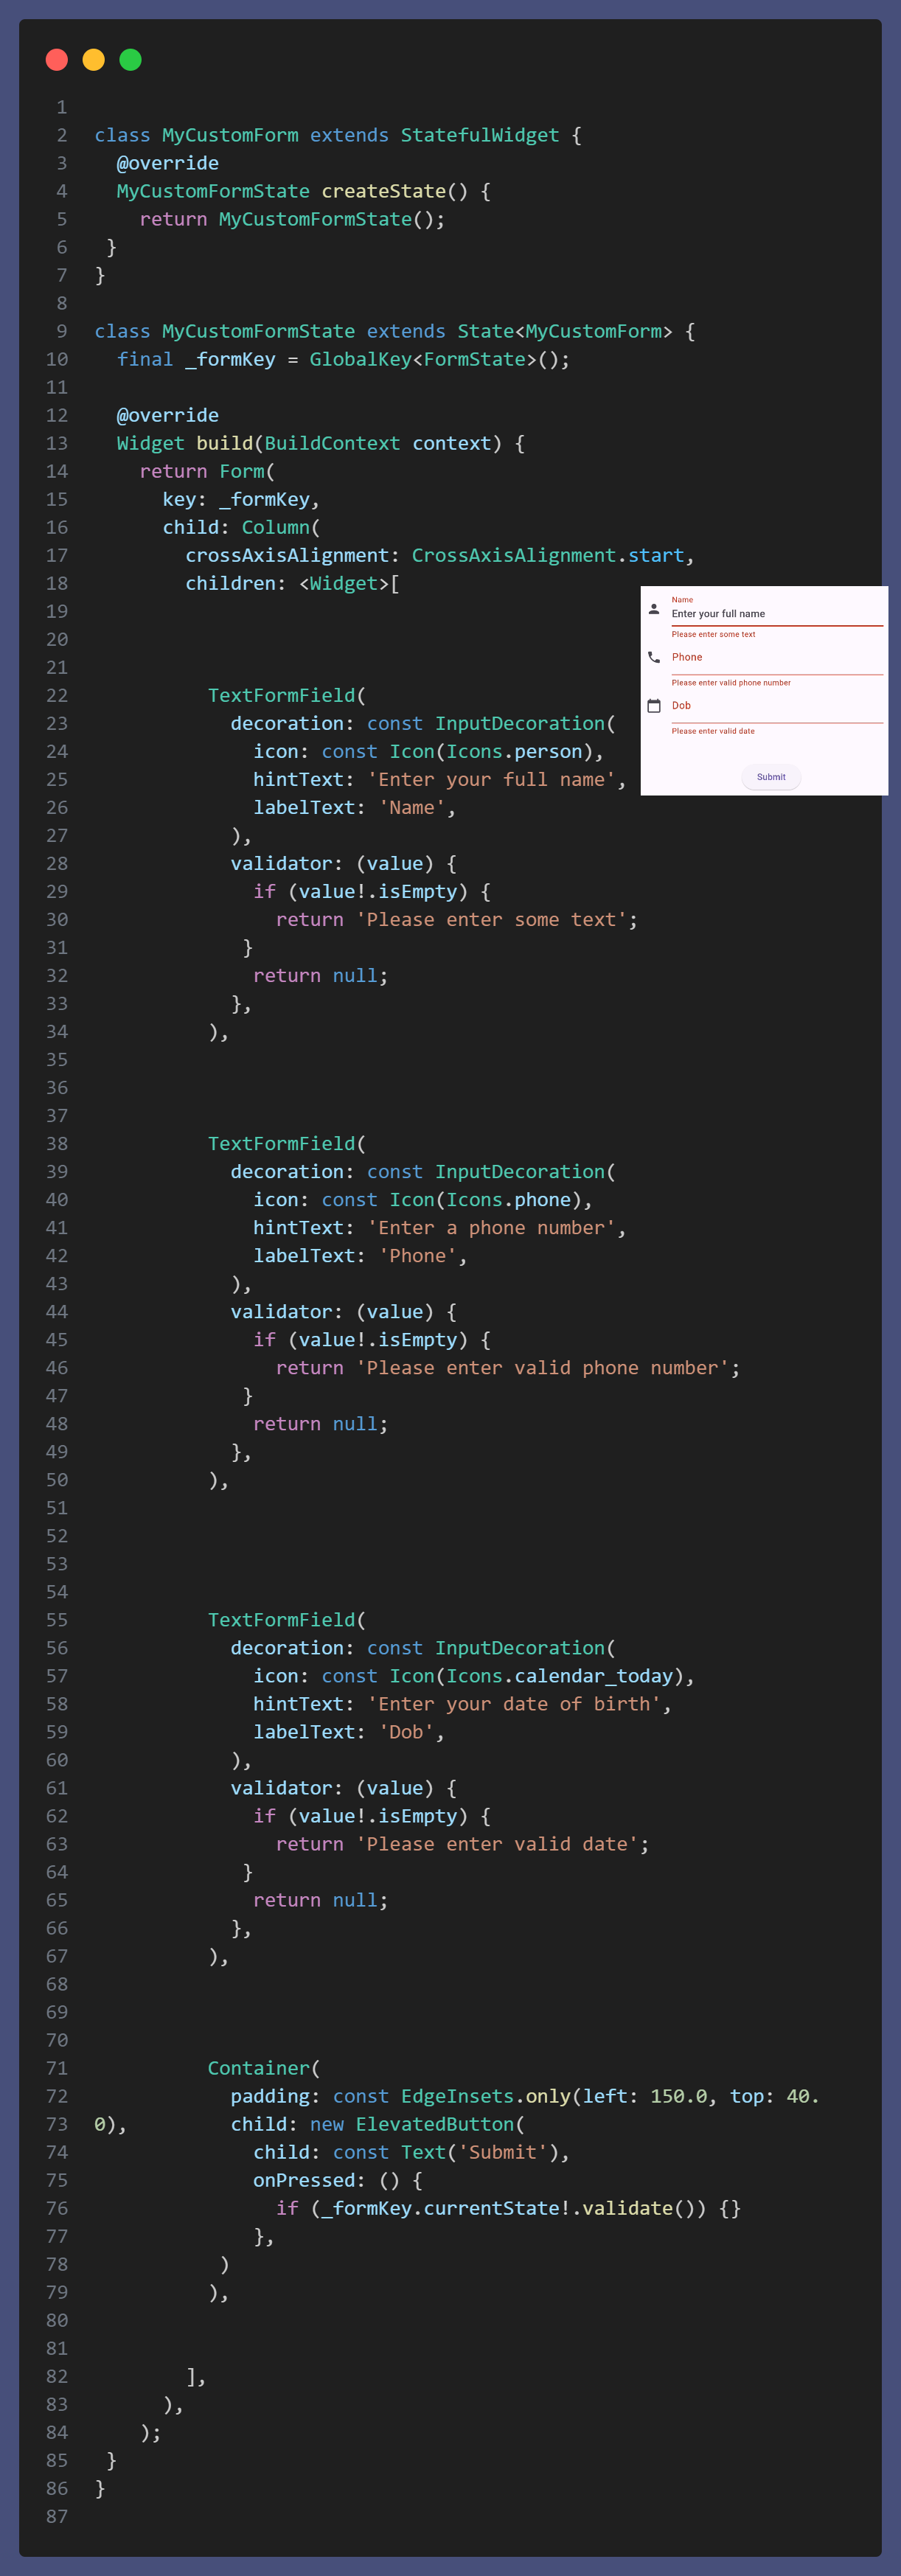 1
2 class MyCustomForm extends StatefulWidget {
3   @override
4   MyCustomFormState createState() {
5     return MyCustomFormState();
6  }
7 }
8
9 class MyCustomFormState extends State<MyCustomForm> {
10   final _formKey = GlobalKey<FormState>();
11
12   @override
13   Widget build(BuildContext context) {
14     return Form(
15       key: _formKey,
16       child: Column(
17         crossAxisAlignment: CrossAxisAlignment.start,
18         children: <Widget>[
19
20
21
22           TextFormField(
23             decoration: const InputDecoration(
24               icon: const Icon(Icons.person),
25               hintText: 'Enter your full name',
26               labelText: 'Name',
27             ),
28             validator: (value) {
29               if (value!.isEmpty) {
30                 return 'Please enter some text';
31              }
32               return null;
33             },
34           ),
35
36
37
38           TextFormField(
39             decoration: const InputDecoration(
40               icon: const Icon(Icons.phone),
41               hintText: 'Enter a phone number',
42               labelText: 'Phone',
43             ),
44             validator: (value) {
45               if (value!.isEmpty) {
46                 return 'Please enter valid phone number';
47              }
48               return null;
49             },
50           ),
51
52
53
54
55           TextFormField(
56             decoration: const InputDecoration(
57               icon: const Icon(Icons.calendar_today),
58               hintText: 'Enter your date of birth',
59               labelText: 'Dob',
60             ),
61             validator: (value) {
62               if (value!.isEmpty) {
63                 return 'Please enter valid date';
64              }
65               return null;
66             },
67           ),
68
69
70
71           Container(
72             padding: const EdgeInsets.only(left: 150.0, top: 40.
73 0),         child: new ElevatedButton(
74               child: const Text('Submit'),
75               onPressed: () {
76                 if (_formKey.currentState!.validate()) {}
77               },
78            )
79           ),
80
81
82         ],
83       ),
84     );
85  }
86 }
87
Name
Enter your full name
Please enter some text
Phone
Please enter valid phone number
Dob
Please enter valid date
Submit